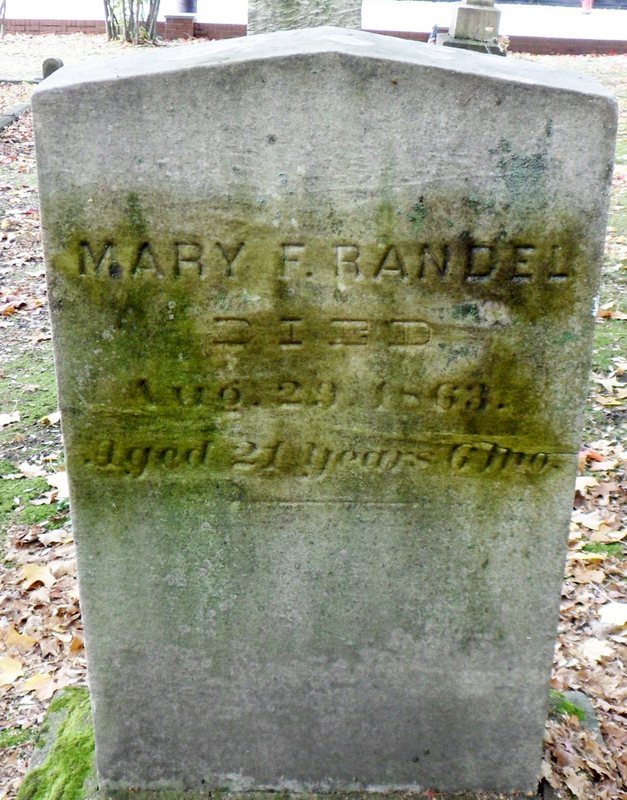 MARY F. RANDEL
DIED
Aug. 29, 1863.
Aged 21 Years 6 mo.